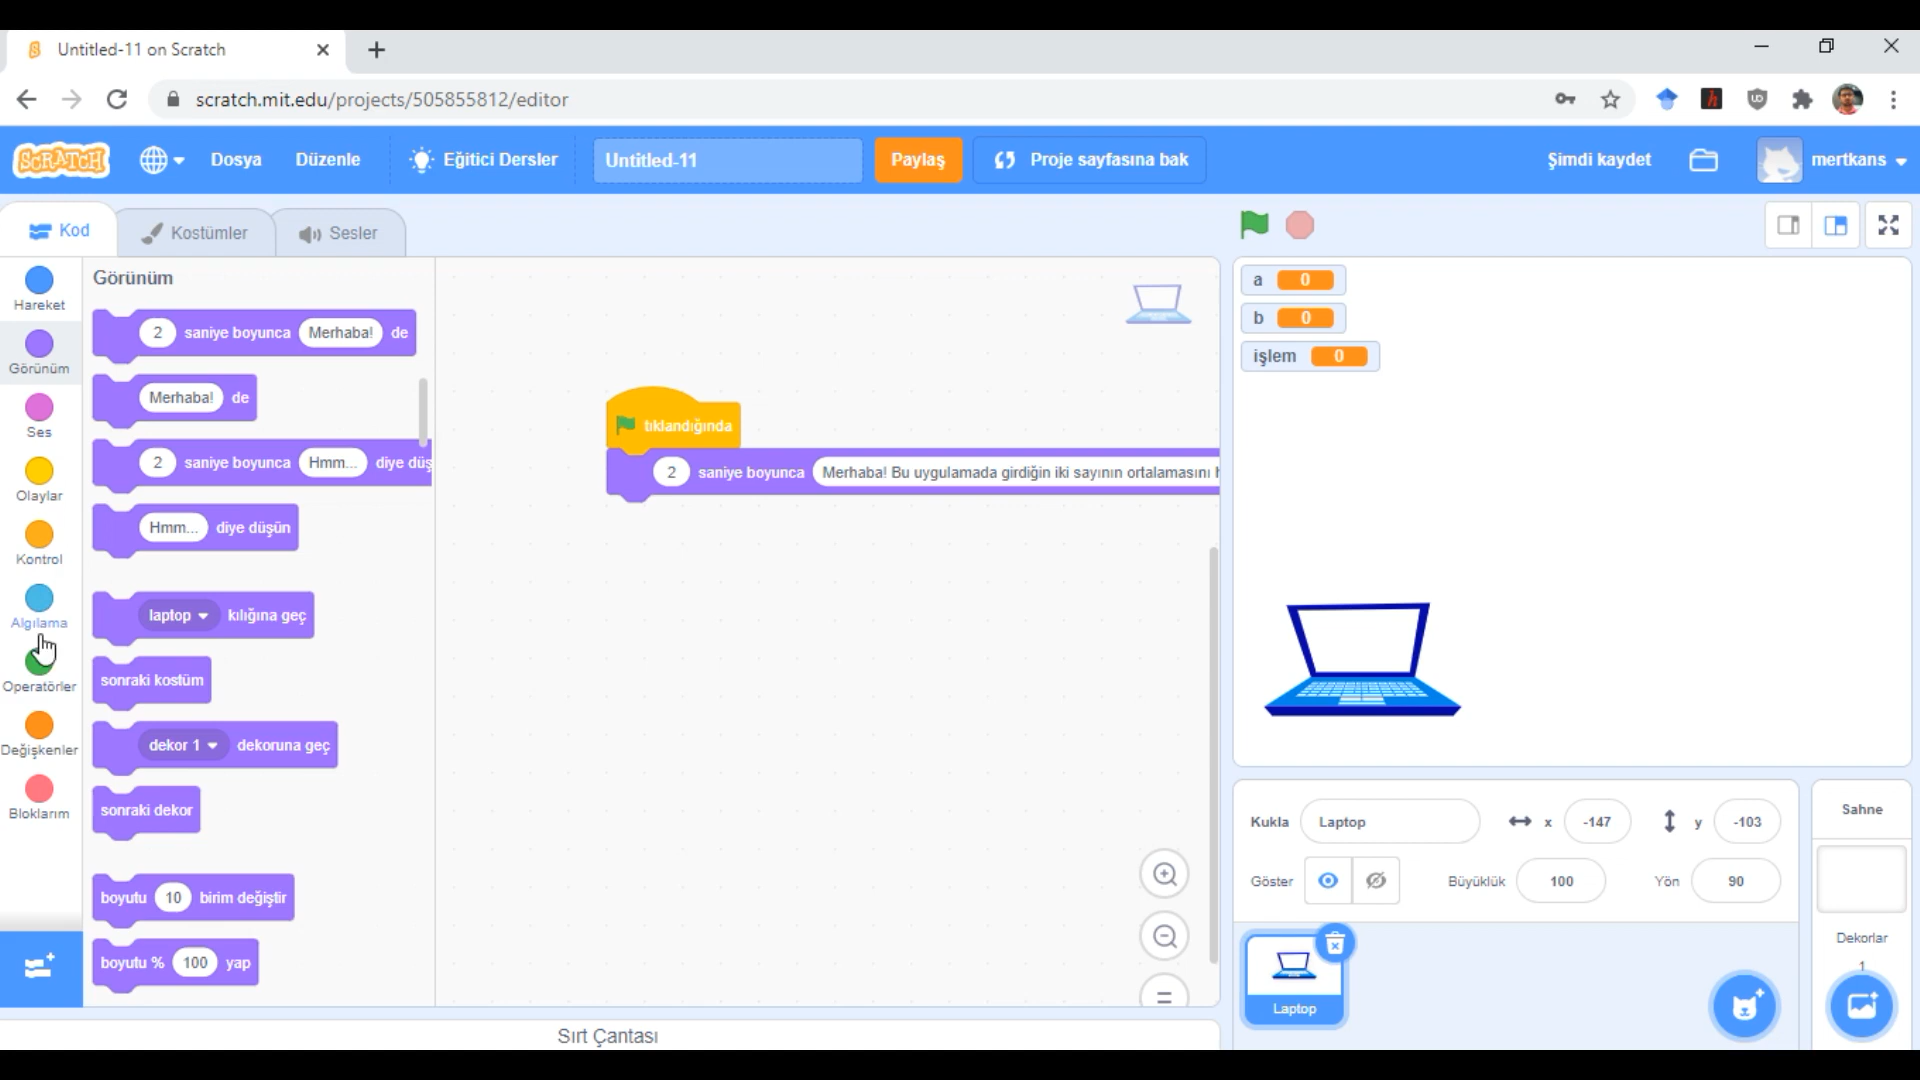 Untitled-11 on Scratch
scratch.mit.edu/projects/505855812/editor
SCRATCH
Dosya
Düzenle
Eğitici Dersler
Untitled-11
Paylaş
Proje sayfasına bak
Şimdi kaydet
mertkans
Kod
Kostümler
Sesler
Hareket
Görünüm
Ses
Olaylar
Kontrol
Algılama
Operatörler
Değişkenler
Bloklarım
Görünüm
2 saniye boyunca Merhaba! de
Merhaba! de
2 saniye boyunca Hmm... diye düş
Hmm... diye düşün
laptop kılığına geç
sonraki kostüm
dekor 1 dekoruna geç
sonraki dekor
boyutu 10 birim değiştir
boyutu % 100 yap
tıklandığında
2 saniye boyunca Merhaba! Bu uygulamada girdiğin iki sayının ortalamasını
a 0
b 0
işlem 0
Kukla Laptop x -147 y -103
Göster Büyüklük 100 Yön 90
Laptop
Sahne
Dekorlar
1
Sırt Çantası